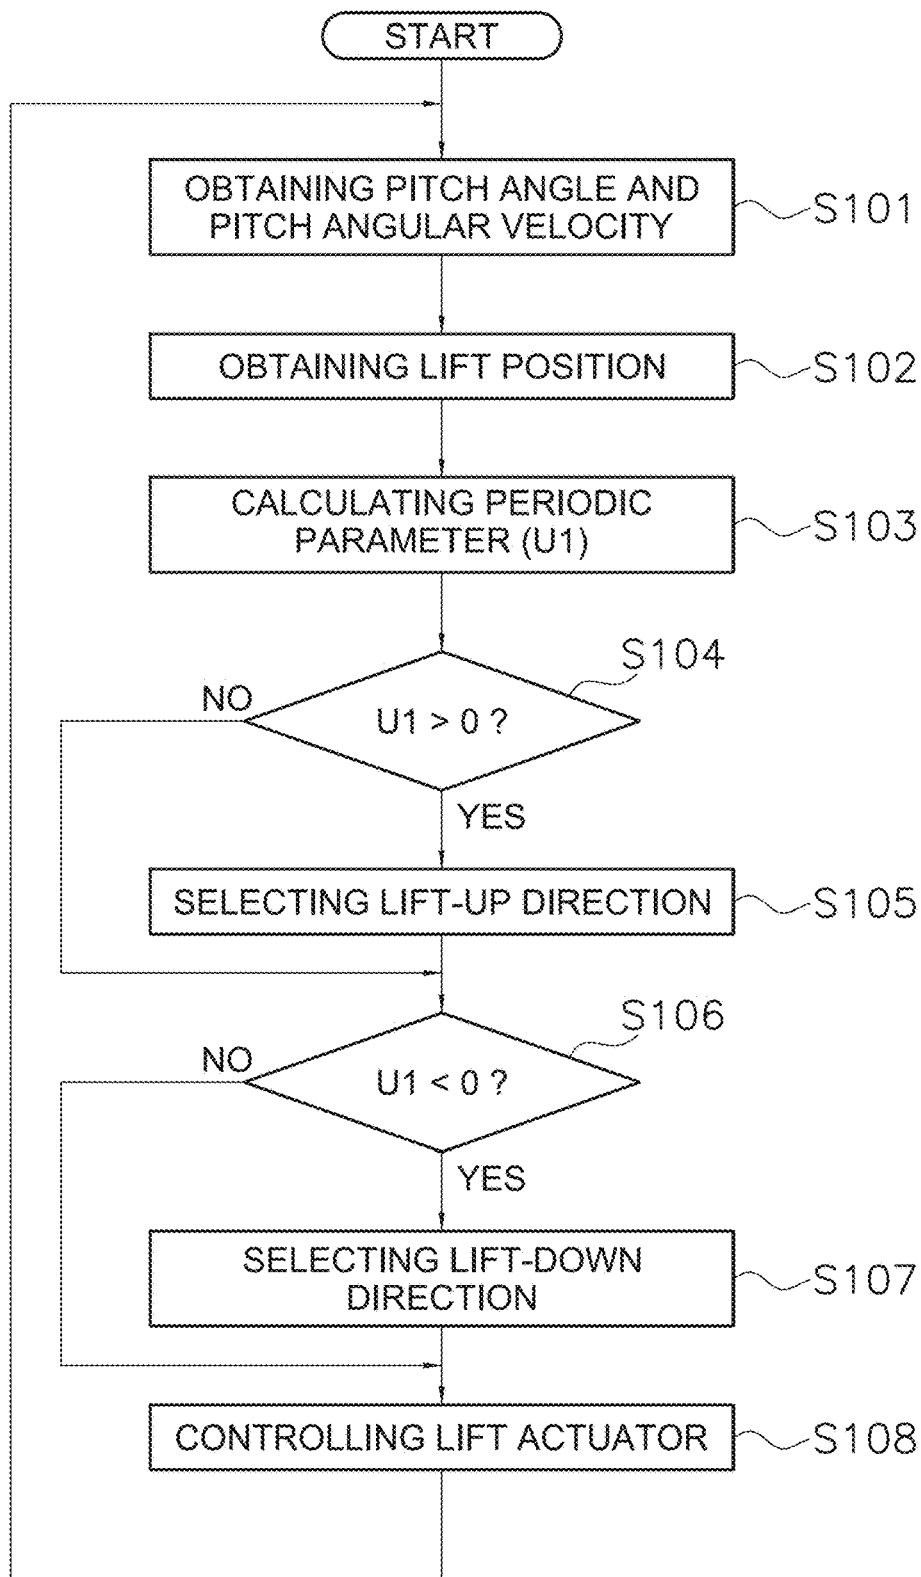 START
OBTAINING PITCH ANGLE AND
PITCH ANGULAR VELOCITY
S101
OBTAINING LIFT POSITION
S102
CALCULATING PERIODIC
PARAMETER (U1)
S103
S104
NO
U1 > 0 ?
YES
SELECTING LIFT-UP DIRECTION
S105
S106
NO
U1 < 0 ?
YES
SELECTING LIFT-DOWN
DIRECTION
S107
CONTROLLING LIFT ACTUATOR
S108